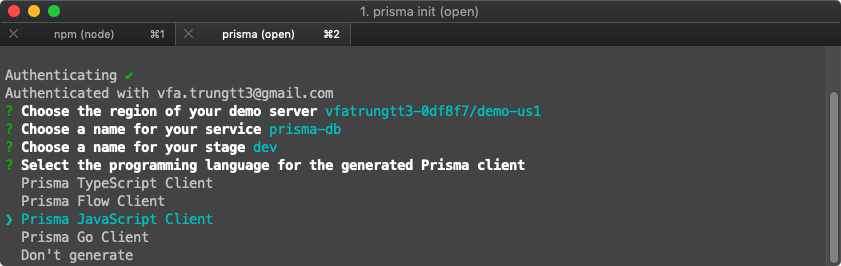 1. prisma init (open)
npm (node) ⌘1 prisma (open) ⌘2
Authenticating ✔
Authenticated with vfa.trungtt3@gmail.com
? Choose the region of your demo server vfatrungtt3-0df8f7/demo-us1
? Choose a name for your service prisma-db
? Choose a name for your stage dev
? Select the programming language for the generated Prisma client
Prisma TypeScript Client
Prisma Flow Client
❯ Prisma JavaScript Client
Prisma Go Client
Don't generate